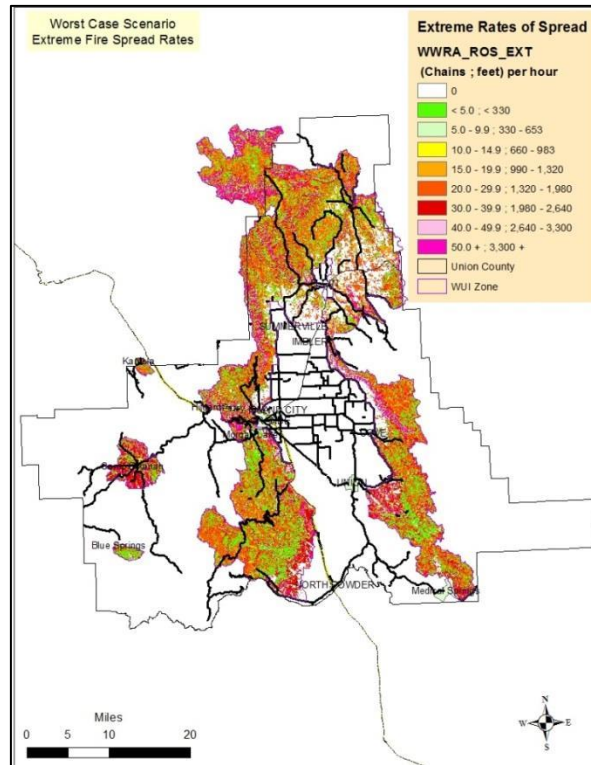 Worst Case Scenario
Extreme Fire Spread Rates
Extreme Rates of Spread
WWRA_ROS_EXT
(Chains ; feet) per hour
0
< 5.0 ; < 330
5.0 - 9.9 ; 330 - 653
10.0 - 14.9 ; 660 - 983
15.0 - 19.9 ; 990 - 1,320
20.0 - 29.9 ; 1,320 - 1,980
30.0 - 39.9 ; 1,980 - 2,640
40.0 - 49.9 ; 2,640 - 3,300
50.0 + ; 3,300 +
Union County
WUI Zone
SUMMERVILLE
IMBLER
CITY
UNION
Blue Springs
NORTH POWDER
Medical Springs
Miles
20 10 0 20
N
W E
S